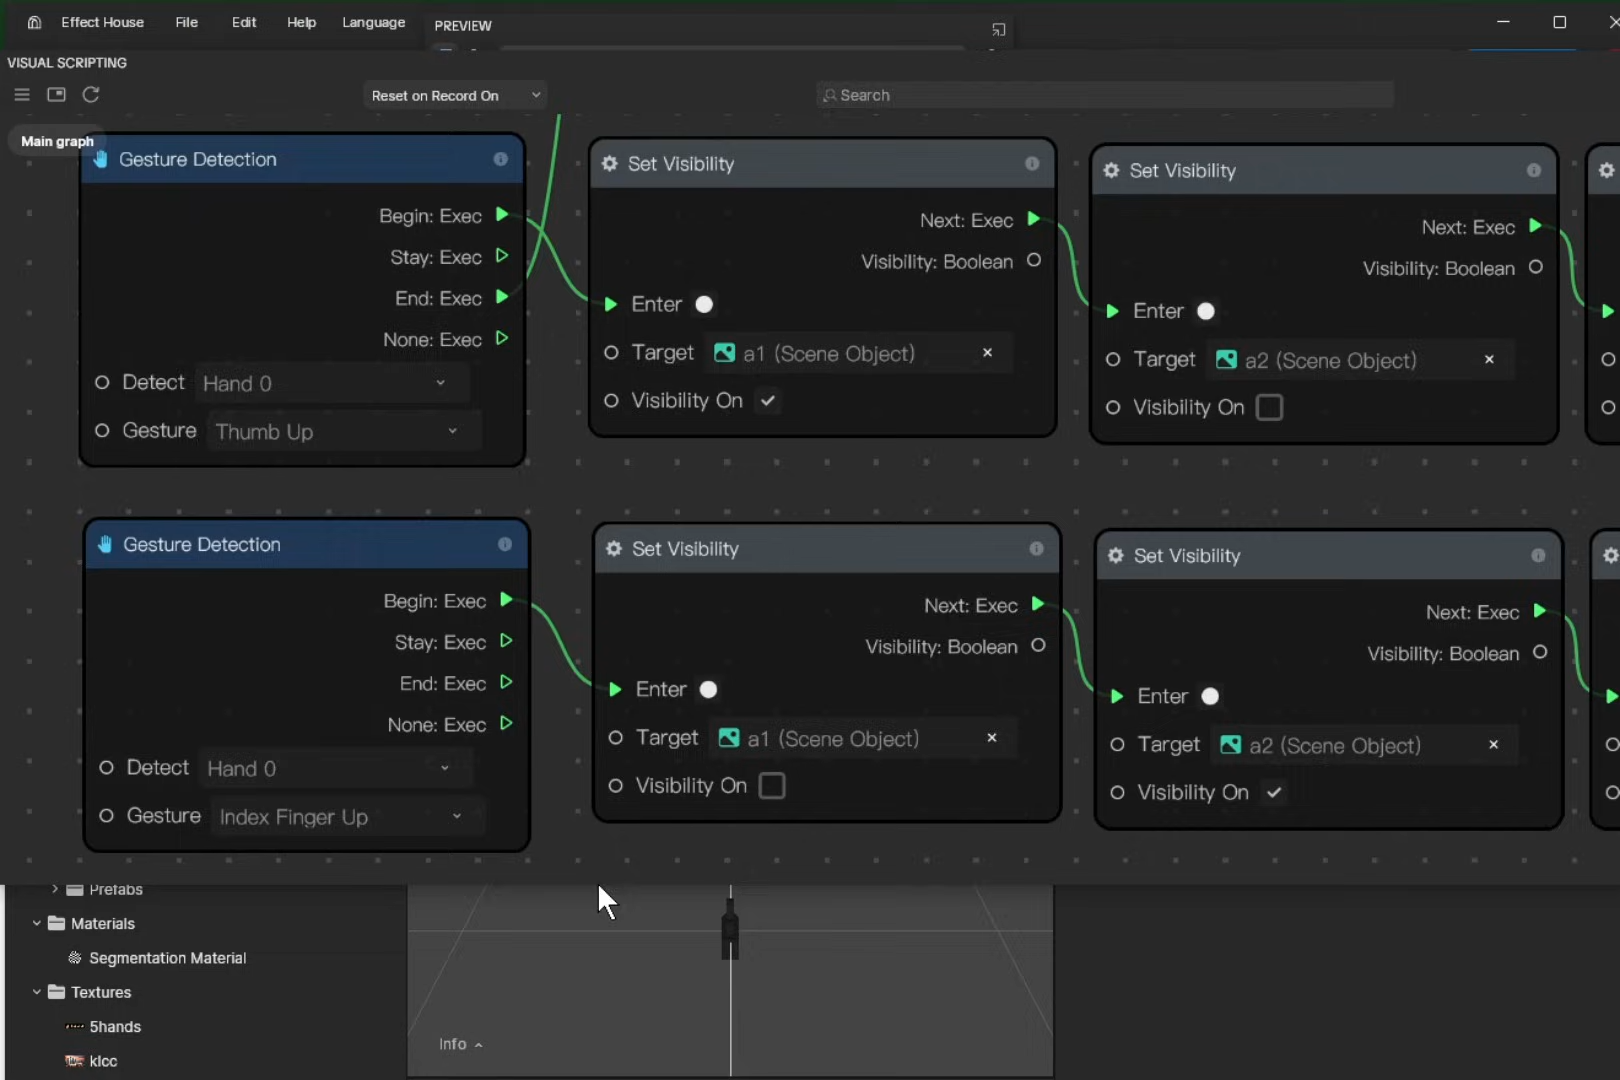 Effect House File Edit Help Language PREVIEW
VISUAL SCRIPTING
Reset on Record On
Search
Main graph
Gesture Detection
Begin: Exec
Stay: Exec
End: Exec
None: Exec
Detect Hand 0
Gesture Thumb Up
Set Visibility
Next: Exec
Visibility: Boolean
Enter
Target a1 (Scene Object)
Visibility On
Set Visibility
Next: Exec
Visibility: Boolean
Enter
Target a2 (Scene Object)
Visibility On
Gesture Detection
Begin: Exec
Stay: Exec
End: Exec
None: Exec
Detect Hand 0
Gesture Index Finger Up
Set Visibility
Next: Exec
Visibility: Boolean
Enter
Target a1 (Scene Object)
Visibility On
Set Visibility
Next: Exec
Visibility: Boolean
Enter
Target a2 (Scene Object)
Visibility On
Prefabs
Materials
Segmentation Material
Textures
5hands
klcc
Info